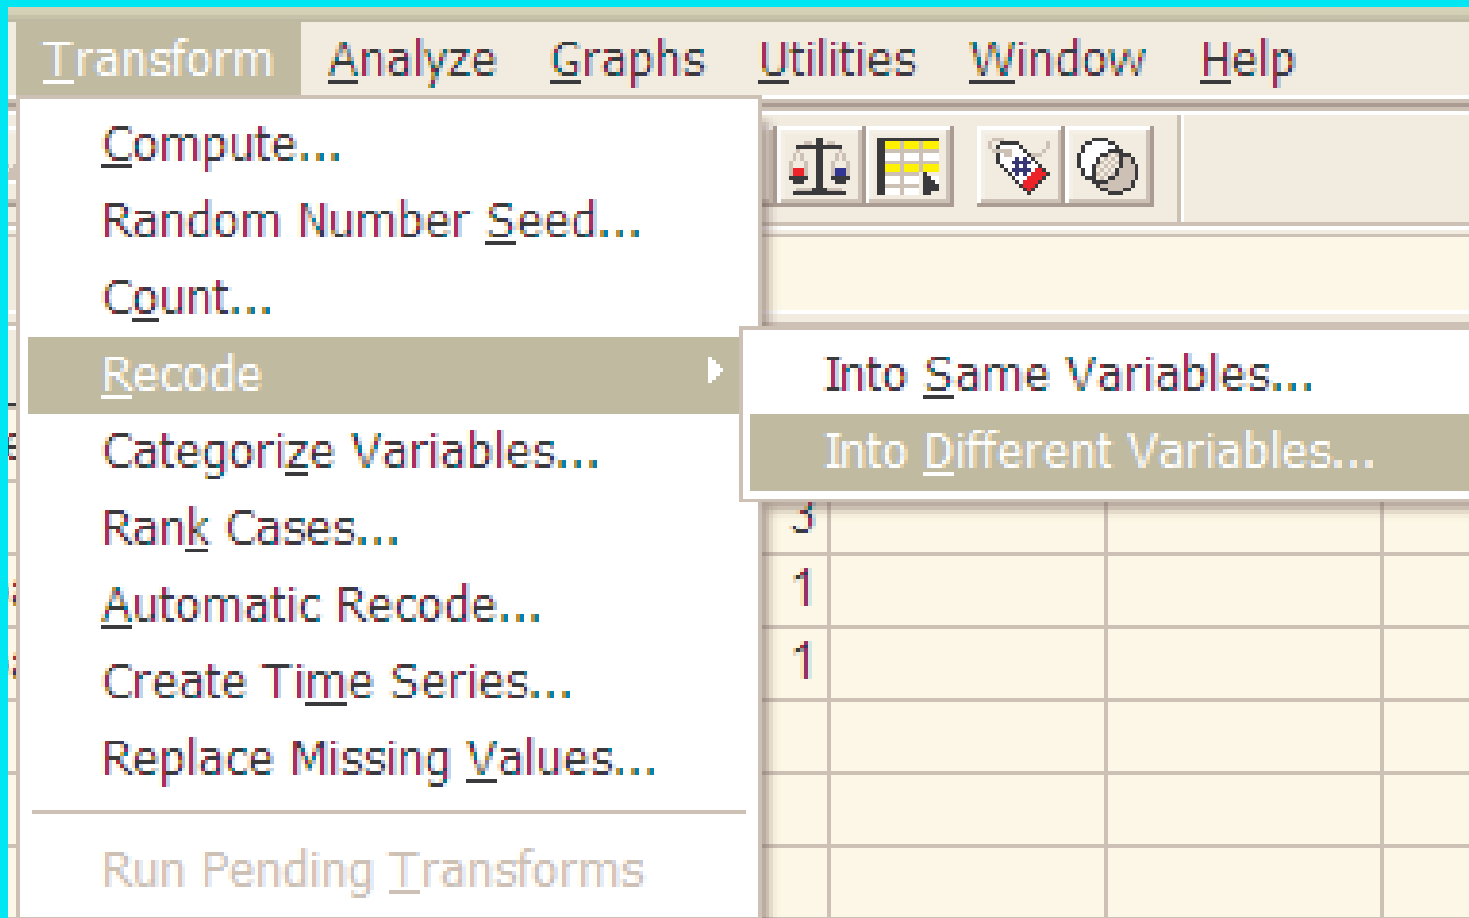 Transform Analyze Graphs Utilities Window Help
Compute...
Random Number Seed...
Count...
Recode
Into Same Variables...
Into Different Variables...
Categorize Variables...
Rank Cases...
Automatic Recode...
Create Time Series...
Replace Missing Values...
Run Pending Transforms
3
1
1